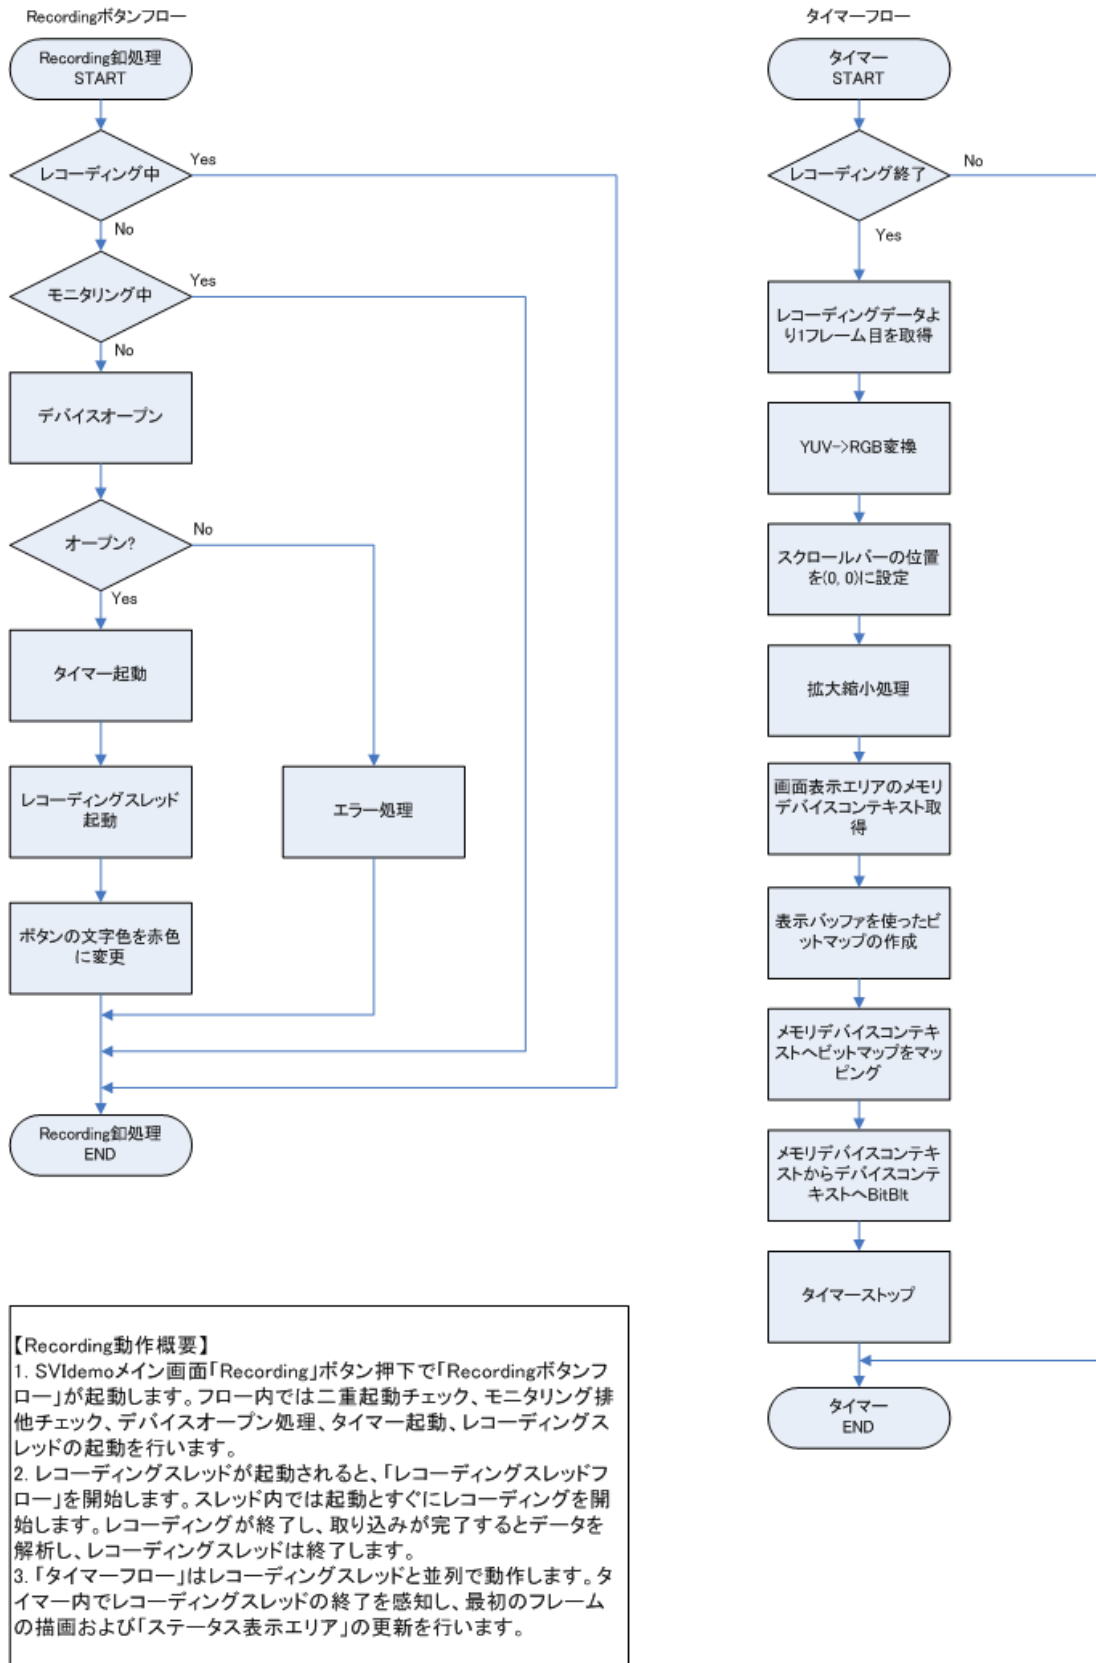 Recordingボタンフロー
Recording釦処理
START
レコーディング中
Yes
No
モニタリング中
Yes
No
デバイスオープン
オープン?
No
Yes
タイマー起動
レコーディングスレッド
起動
エラー処理
ボタンの文字色を赤色
に変更
Recording釦処理
END
タイマーフロー
タイマー
START
レコーディング終了
No
Yes
レコーディングデータよ
り1フレーム目を取得
YUV->RGB変換
スクロールバーの位置
を(0, 0)に設定
拡大縮小処理
画面表示エリアのメモリ
デバイスコンテキスト取
得
表示バッファを使ったビ
ットマップの作成
メモリデバイスコンテキ
ストへビットマップをマッ
ピング
メモリデバイスコンテキ
ストからデバイスコンテ
キストへBitBlt
タイマーストップ
タイマー
END
【Recording動作概要】
1. SVIdemoメイン画面「Recording」ボタン押下で「Recordingボタンフ
ロー」が起動します。フロー内では二重起動チェック、モニタリング排
他チェック、デバイスオープン処理、タイマー起動、レコーディングス
レッドの起動を行います。
2. レコーディングスレッドが起動されると、「レコーディングスレッドフ
ロー」を開始します。スレッド内では起動とすぐにレコーディングを開
始します。レコーディングが終了し、取り込みが完了するとデータを
解析し、レコーディングスレッドは終了します。
3. 「タイマーフロー」はレコーディングスレッドと並列で動作します。タ
イマー内でレコーディングスレッドの終了を感知し、最初のフレーム
の描画および「ステータス表示エリア」の更新を行います。